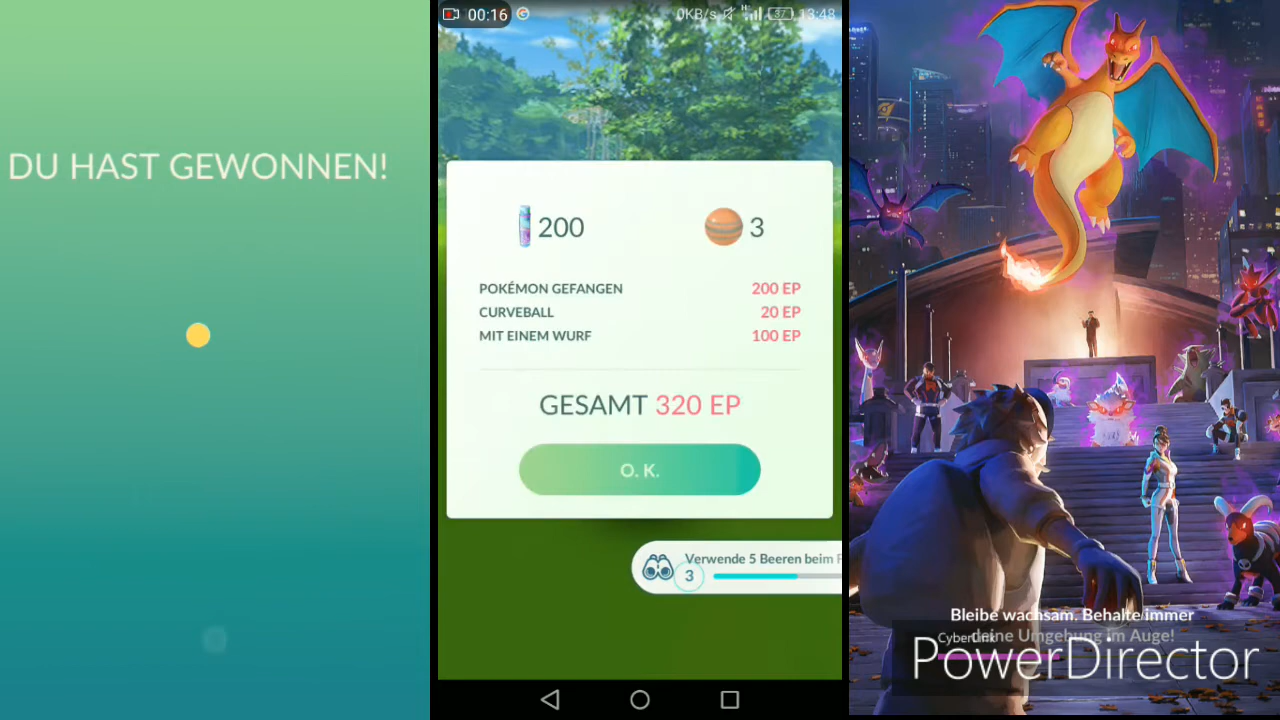 DU HAST GEWONNEN!
00:16
0KB/s
37
13:48
200
3
POKÉMON GEFANGEN 200 EP
CURVEBALL 20 EP
MIT EINEM WURF 100 EP
GESAMT 320 EP
O. K.
Verwende 5 Beeren beim
3
Bleibe wachsam. Behalte immer
deine Umgebung im Auge!
CyberLink
PowerDirector